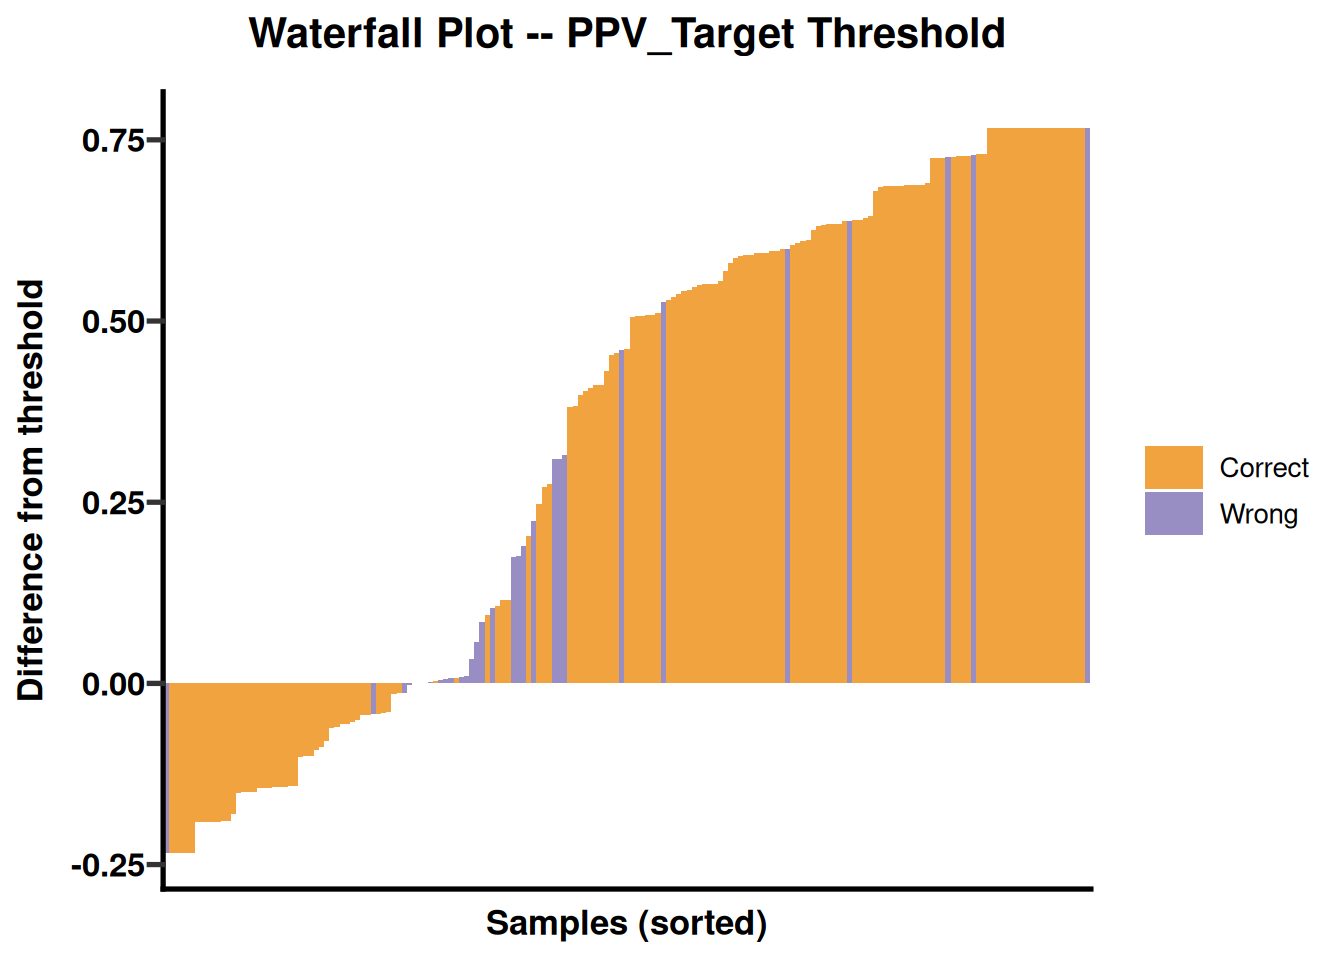 Waterfall Plot -- PPV_Target Threshold
Difference from threshold
0.75
0.50
0.25
0.00
-0.25
Samples (sorted)
Correct
Wrong